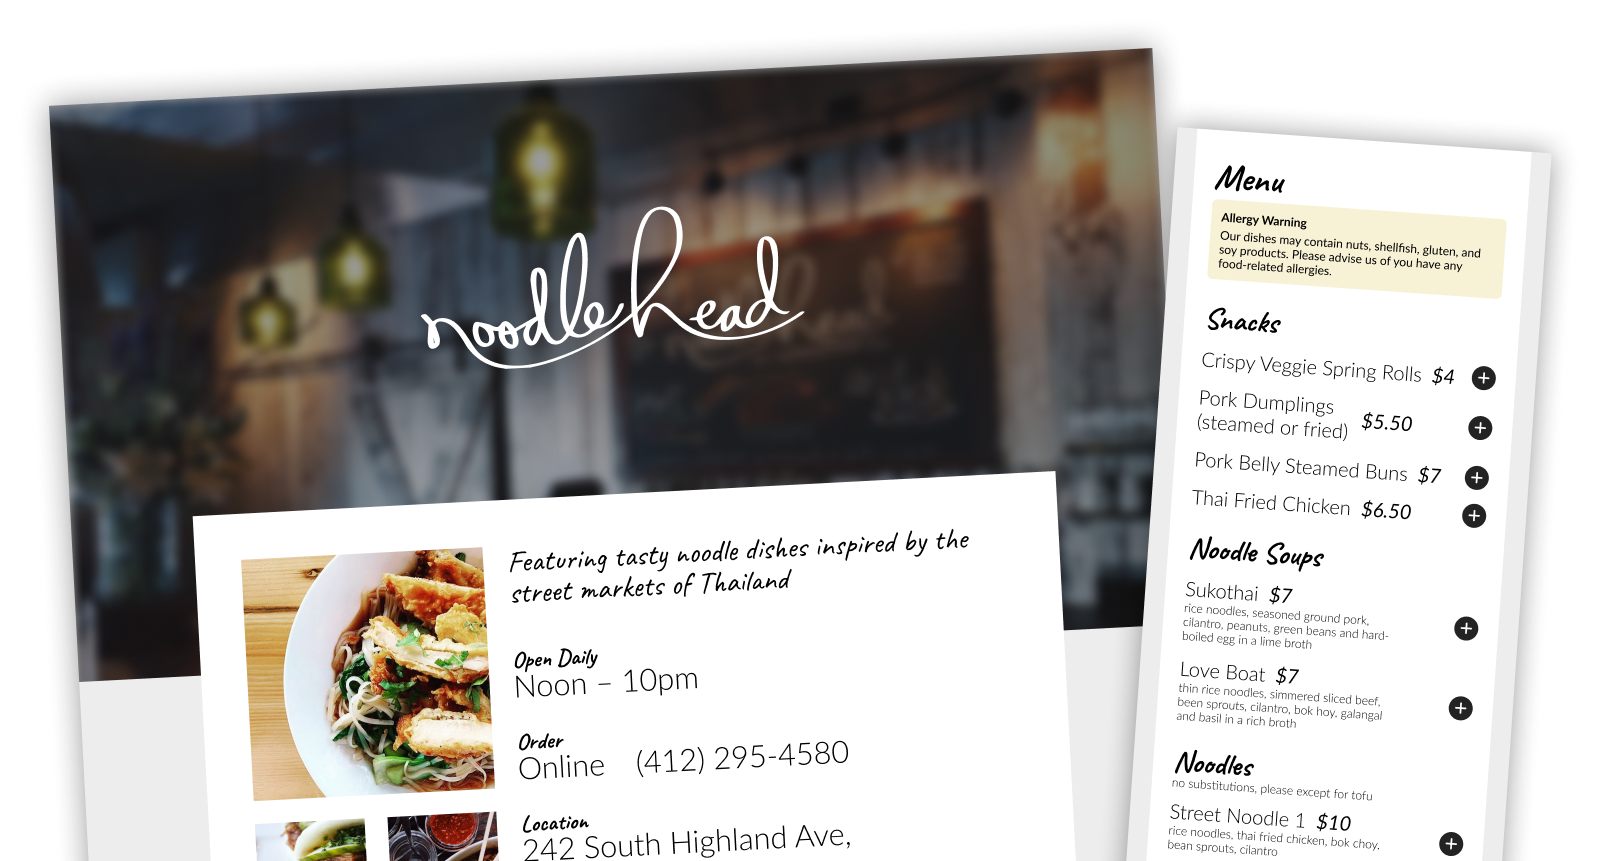 noodlehead
Featuring tasty noodle dishes inspired by the
street markets of Thailand
Open Daily
Noon – 10pm
Order
Online (412) 295-4580
Location
242 South Highland Ave,
Menu
Allergy Warning
Our dishes may contain nuts, shellfish, gluten, and
soy products. Please advise us of you have any
food-related allergies.
Snacks
Crispy Veggie Spring Rolls $4
Pork Dumplings
(steamed or fried) $5.50
Pork Belly Steamed Buns $7
Thai Fried Chicken $6.50
Noodle Soups
Sukothai $7
rice noodles, seasoned ground pork,
cilantro, peanuts, green beans and hard-
boiled egg in a lime broth
Love Boat $7
thin rice noodles, simmered sliced beef,
been sprouts, cilantro, bok hoy. galangal
and basil in a rich broth
Noodles
no substitutions, please except for tofu
Street Noodle 1 $10
rice noodles, thai fried chicken, bok choy.
bean sprouts, cilantro